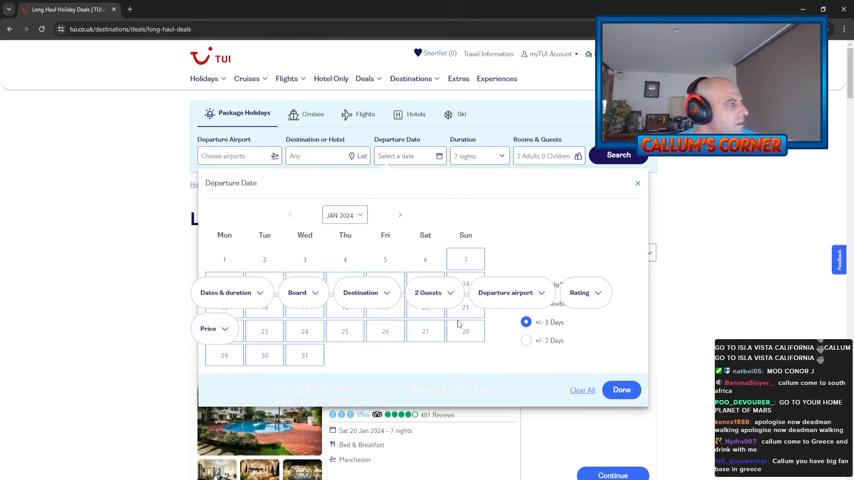 Long Haul Holiday Deals | TUI.
tui.co.uk/destinations/deals/long-haul-deals
TUI
Shortlist (0) Travel Information myTUI Account
Holidays Cruises Flights Hotel Only Deals Destinations Extras Experiences
Package Holidays Cruises Flights Hotels Ski
Departure Airport Destination or Hotel Departure Date Duration Rooms & Guests
Choose airports Any List Select a date 7 nights 2 Adults 0 Children Search
CALLUM'S CORNER
Departure Date
JAN 2024
Mon Tue Wed Thu Fri Sat Sun
1 2 3 4 5 6 7
14
Dates & duration Board Destination 2 Guests Departure airport Rating
21
+/- 3 Days
Price 23 24 25 26 27 28
+/- 7 Days
29 30 31
Clear All Done
Plus 481 Reviews
Sat 20 Jan 2024 - 7 nights
Bed & Breakfast
Manchester
Continue
Feedback
GO TO ISLA VISTA CALIFORNIA CALLUM
GO TO ISLA VISTA CALIFORNIA
natboi05: MOD CONOR J
BananaSlayer_: callum come to south
africa
POO_DEVOURER_: GO TO YOUR HOME
PLANET OF MARS
kenzo1888: apologise now deadman
walking apologise now deadman walking
Nydra007: callum come to Greece and
drink with me
Callum you have big fan
base in greece